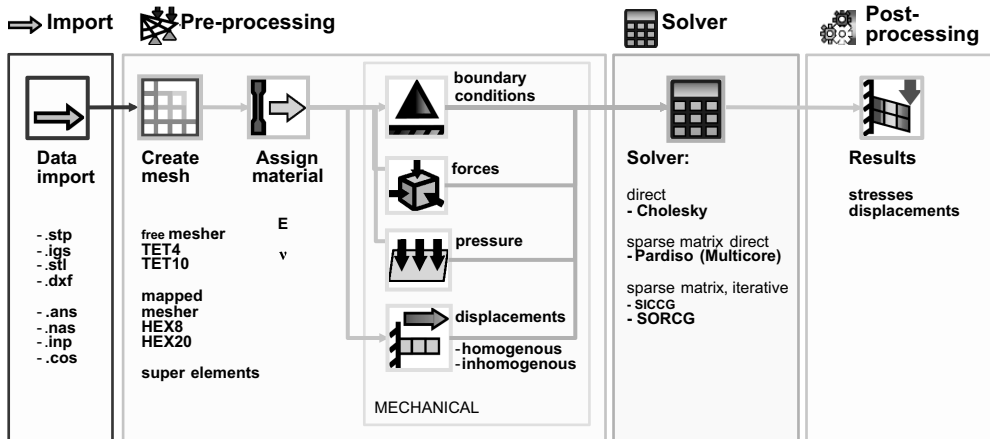 Import
Pre-processing
Solver
Post-
processing
Data
import
- .stp
- .igs
- .stl
- .dxf
- .ans
- .nas
- .inp
- .cos
Create
mesh
free mesher
TET4
TET10
mapped
mesher
HEX8
HEX20
super elements
Assign
material
E
ν
boundary
conditions
forces
pressure
displacements
- homogenous
- inhomogenous
MECHANICAL
Solver:
direct
- Cholesky
sparse matrix direct
- Pardiso (Multicore)
sparse matrix, iterative
- SICCG
- SORCG
Results
stresses
displacements